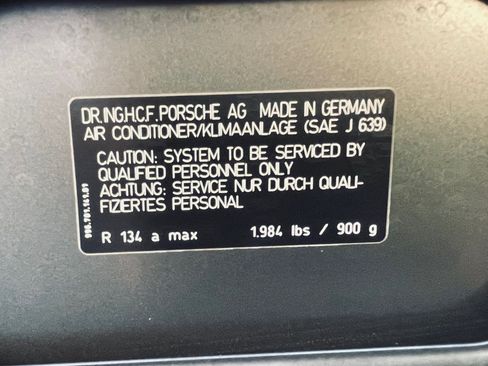 DR.ING.H.C.F. PORSCHE AG MADE IN GERMANY
AIR CONDITIONER/KLIMAANLAGE (SAE J 639)
CAUTION: SYSTEM TO BE SERVICED BY
QUALIFIED PERSONNEL ONLY
ACHTUNG: SERVICE NUR DURCH QUALI-
FIZIERTES PERSONAL
R 134 a max 1.984 lbs / 900 g